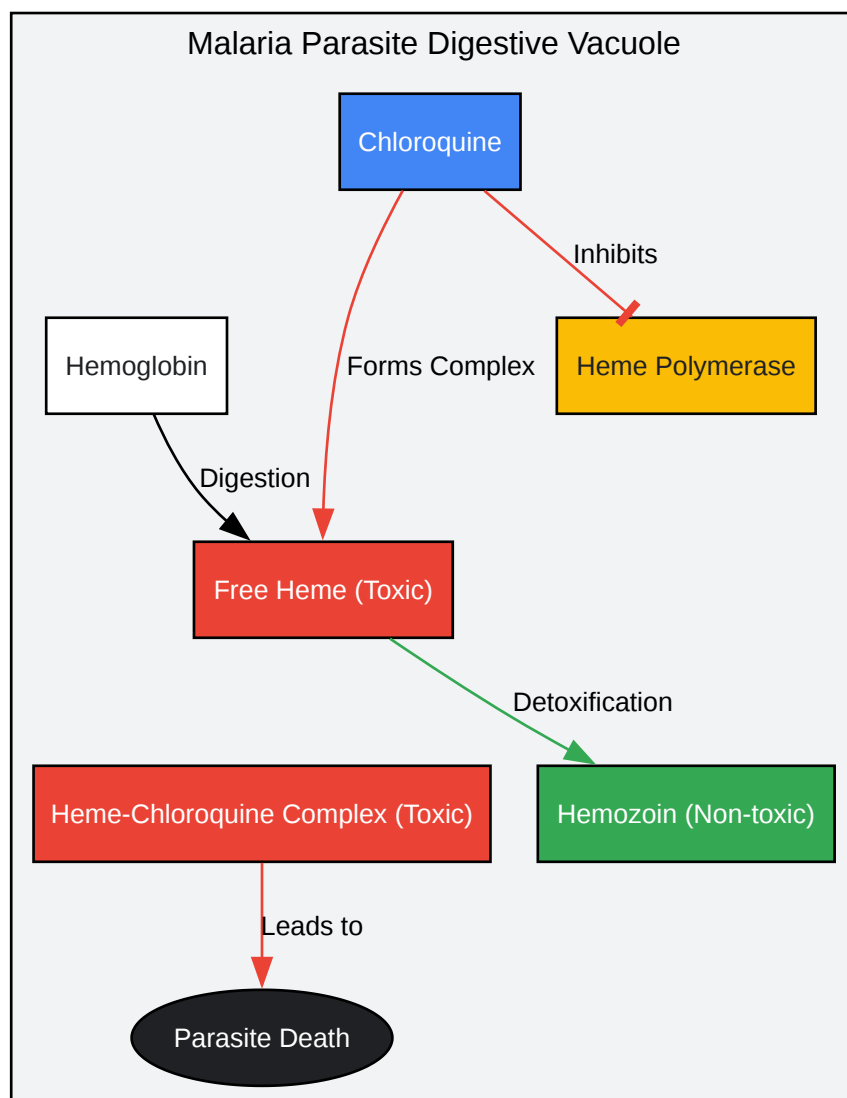 Malaria Parasite Digestive Vacuole
Chloroquine
Inhibits
Hemoglobin
Forms Complex
Heme Polymerase
Digestion
Free Heme (Toxic)
Detoxification
Heme-Chloroquine Complex (Toxic)
Hemozoin (Non-toxic)
Leads to
Parasite Death